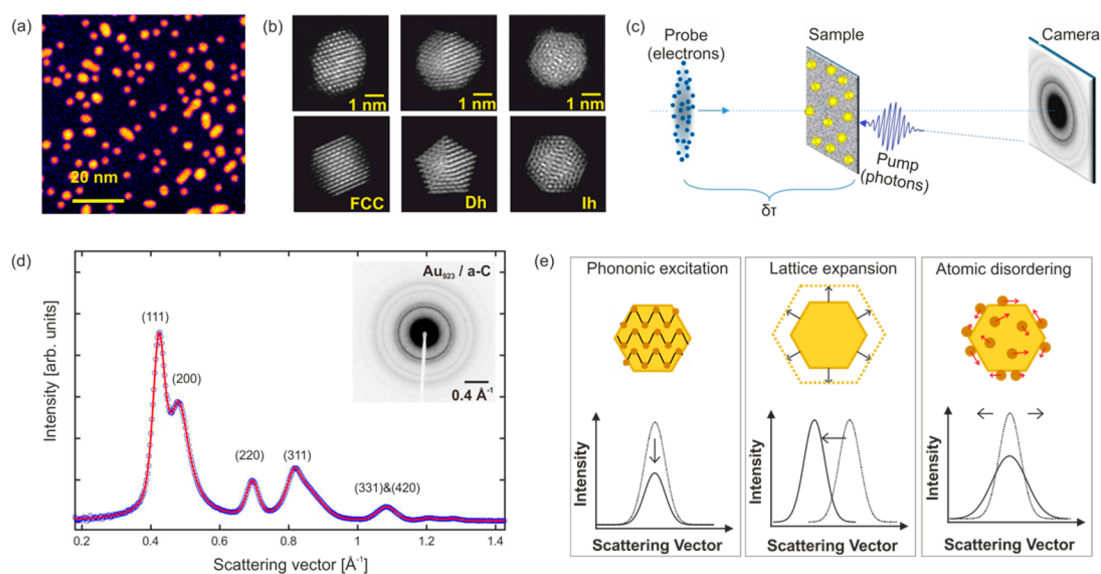 (a)
20 nm
(b)
1 nm
1 nm
1 nm
FCC
Dh
Ih
(c)
Probe
(electrons)
Sample
Camera
Pump
(photons)
δτ
(d)
Intensity [arb. units]
(111)
(200)
(220)
(311)
(331)&(420)
Au923 / a-C
0.4 Å-1
0.2
0.4
0.6
0.8
1
1.2
1.4
Scattering vector [Å-1]
(e)
Phononic excitation
Intensity
Scattering Vector
Lattice expansion
Intensity
Scattering Vector
Atomic disordering
Intensity
Scattering Vector